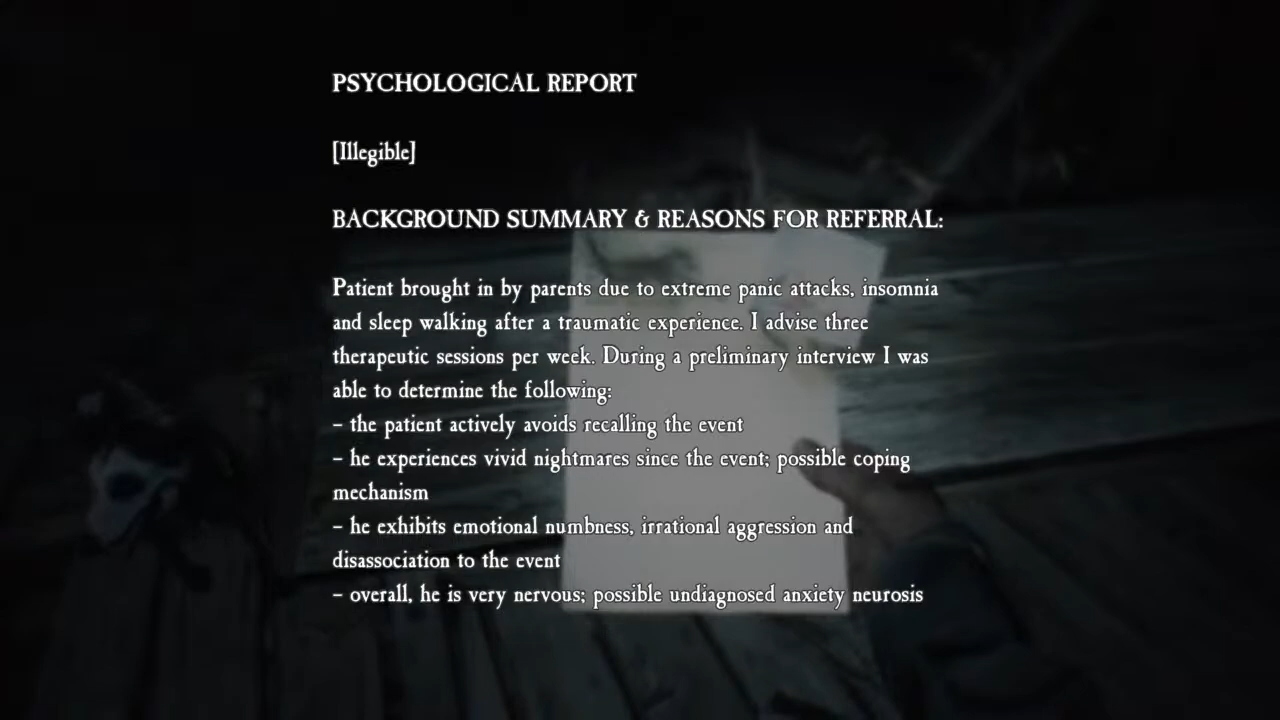 PSYCHOLOGICAL REPORT
[Illegible]
BACKGROUND SUMMARY & REASONS FOR REFERRAL:
Patient brought in by parents due to extreme panic attacks, insomnia
and sleep walking after a traumatic experience. I advise three
therapeutic sessions per week. During a preliminary interview I was
able to determine the following:
– the patient actively avoids recalling the event
– he experiences vivid nightmares since the event; possible coping
mechanism
– he exhibits emotional numbness, irrational aggression and
disassociation to the event
– overall, he is very nervous; possible undiagnosed anxiety neurosis